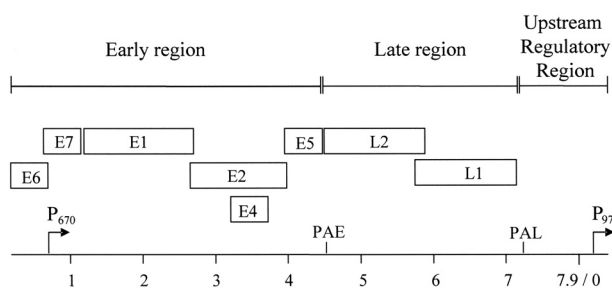 Upstream
Early region Late region Regulatory
Region
E7 E1 E5 L2
E6 E2 L1
E4
P670 P97
PAE PAL
1 2 3 4 5 6 7 7.9 / 0